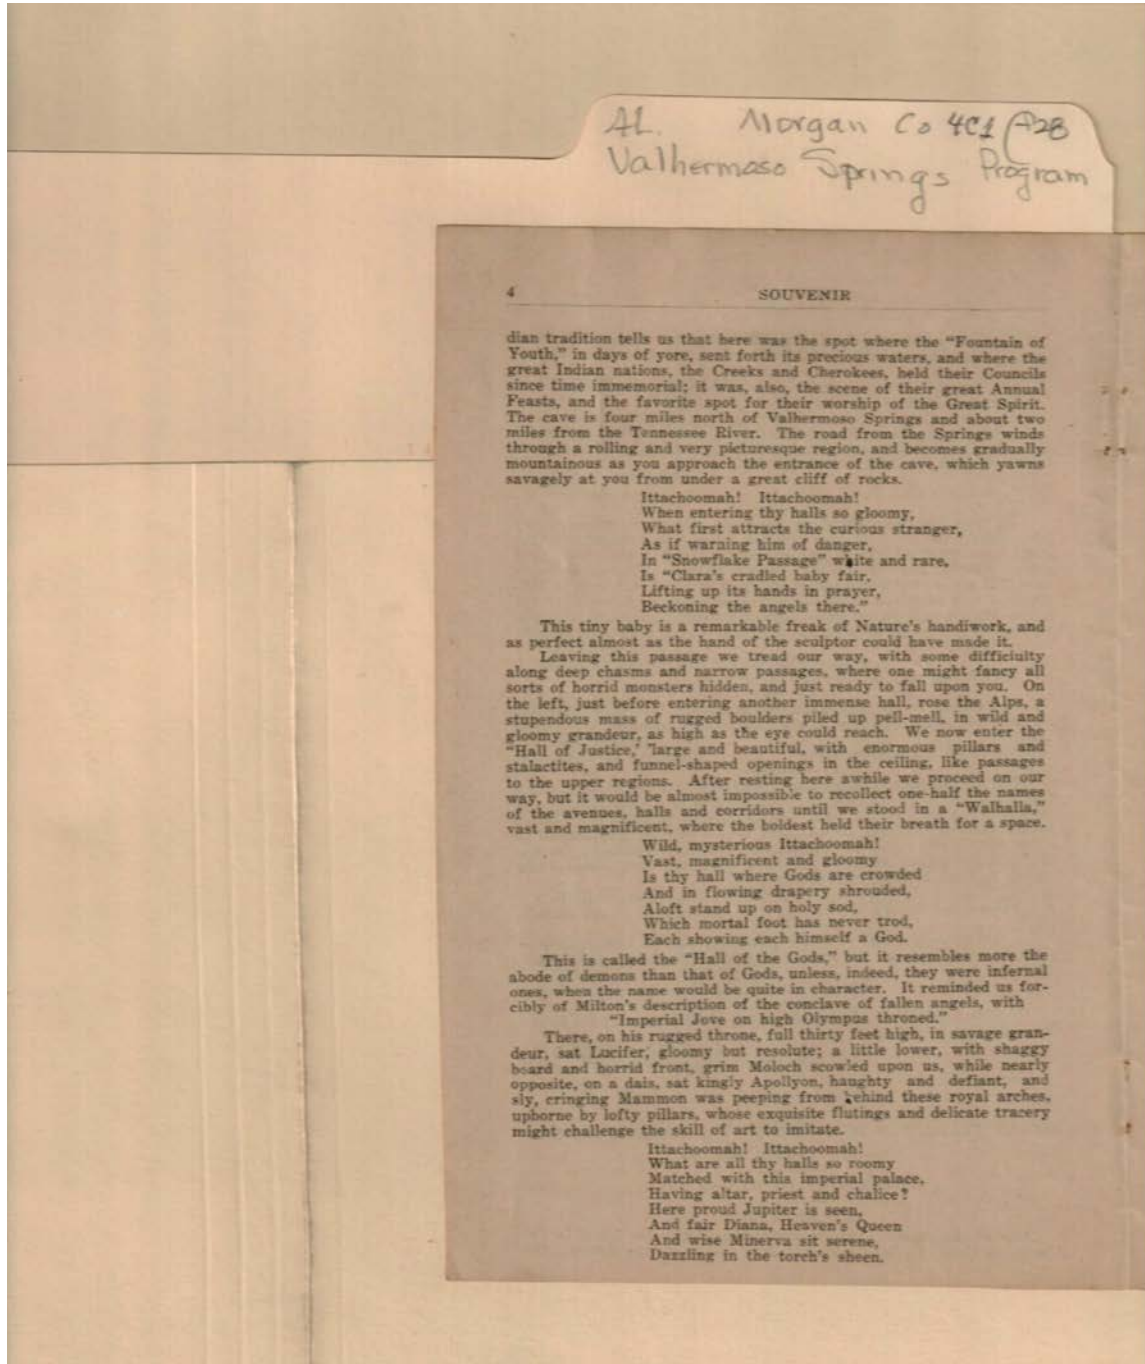 AL. Morgan Co 4C1 P28
Valhermoso Springs Program
4 SOUVENIR
dian tradition tells us that here was the spot where the “Fountain of
Youth,” in days of yore, sent forth its precious waters, and where the
great Indian nations, the Creeks and Cherokees, held their Councils
since time immemorial; it was, also, the scene of their great Annual
Feasts, and the favorite spot for their worship of the Great Spirit.
The cave is four miles north of Valhermoso Springs and about two
miles from the Tennessee River. The road from the Springs winds
through a rolling and very picturesque region, and becomes gradually
mountainous as you approach the entrance of the cave, which yawns
savagely at you from under a great cliff of rocks.
Ittachoomah! Ittachoomah!
When entering thy halls so gloomy,
What first attracts the curious stranger,
As if warning him of danger,
In “Snowflake Passage” white and rare,
Is “Clara's cradled baby fair,
Lifting up its hands in prayer,
Beckoning the angels there.”
This tiny baby is a remarkable freak of Nature's handiwork, and
as perfect almost as the hand of the sculptor could have made it.
Leaving this passage we tread our way, with some difficiulty
along deep chasms and narrow passages, where one might fancy all
sorts of horrid monsters hidden, and just ready to fall upon you. On
the left, just before entering another immense hall, rose the Alps, a
stupendous mass of rugged boulders piled up pell-mell, in wild and
gloomy grandeur, as high as the eye could reach. We now enter the
“Hall of Justice,' 'large and beautiful, with enormous pillars and
stalactites, and funnel-shaped openings in the ceiling, like passages
to the upper regions. After resting here awhile we proceed on our
way, but it would be almost impossible to recollect one-half the names
of the avenues, halls and corridors until we stood in a “Walhalla,”
vast and magnificent, where the boldest held their breath for a space.
Wild, mysterious Ittachoomah!
Vast, magnificent and gloomy
Is thy hall where Gods are crowded
And in flowing drapery shrouded,
Aloft stand up on holy sod,
Which mortal foot has never trod,
Each showing each himself a God.
This is called the “Hall of the Gods,” but it resembles more the
abode of demons than that of Gods, unless, indeed, they were infernal
ones, when the name would be quite in character. It reminded us for-
cibly of Milton's description of the conclave of fallen angels, with
“Imperial Jove on high Olympus throned.”
There, on his rugged throne, full thirty feet high, in savage gran-
deur, sat Lucifer, gloomy but resolute; a little lower, with shaggy
beard and horrid front, grim Moloch scowled upon us, while nearly
opposite, on a dais, sat kingly Apollyon, haughty and defiant, and
sly, cringing Mammon was peeping from behind these royal arches,
upborne by lofty pillars, whose exquisite flutings and delicate tracery
might challenge the skill of art to imitate.
Ittachoomah! Ittachoomah!
What are all thy halls so roomy
Matched with this imperial palace,
Having altar, priest and chalice?
Here proud Jupiter is seen,
And fair Diana, Heaven's Queen
And wise Minerva sit serene,
Dazzling in the torch's sheen.